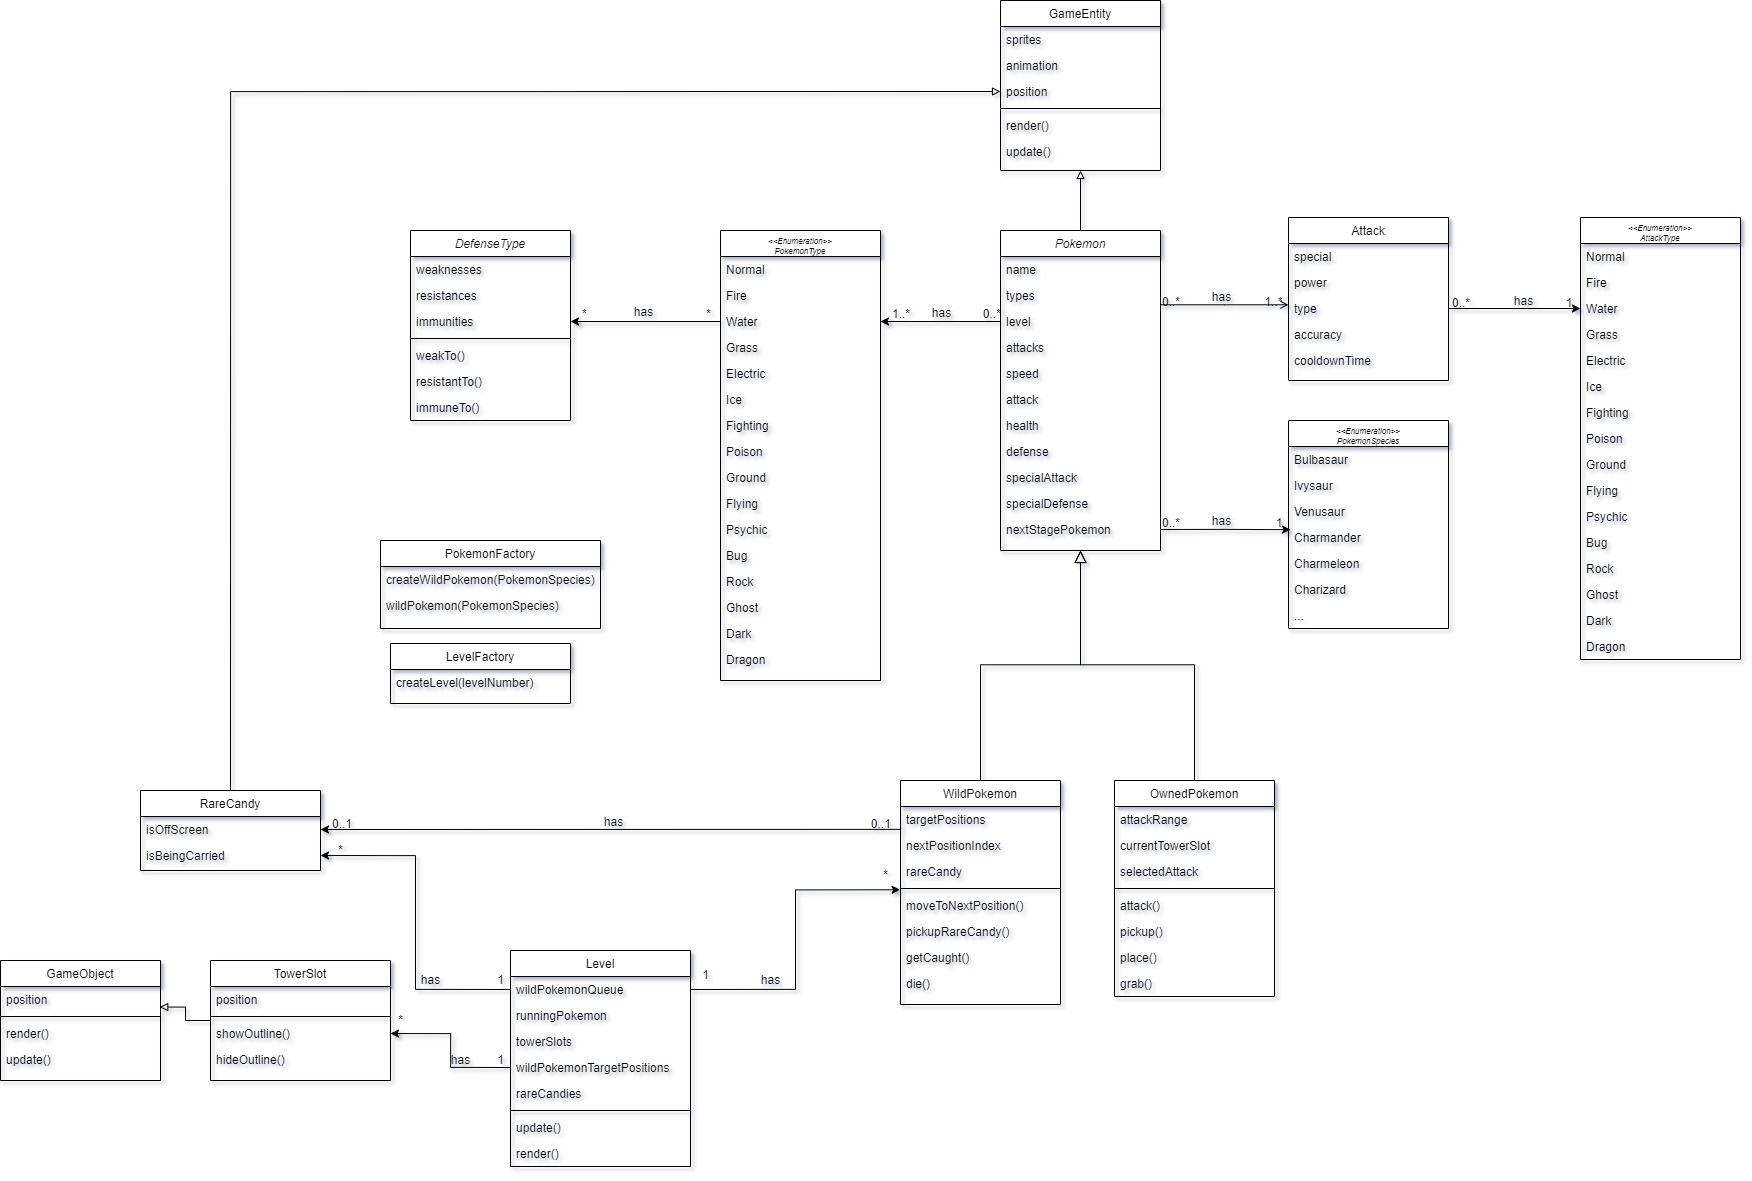 GameEntity
sprites
animation
position
render()
update()
DefenseType
weaknesses
resistances
immunities
weakTo()
resistantTo()
immuneTo()
* has *
<<Enumeration>>
PokemonType
Normal
Fire
Water
Grass
Electric
Ice
Fighting
Poison
Ground
Flying
Psychic
Bug
Rock
Ghost
Dark
Dragon
1..* has 0..*
Pokemon
name
types
level
attacks
speed
attack
health
defense
specialAttack
specialDefense
nextStagePokemon
0..* has 1..*
Attack
special
power
type
accuracy
cooldownTime
0..* has 1
<<Enumeration>>
AttackType
Normal
Fire
Water
Grass
Electric
Ice
Fighting
Poison
Ground
Flying
Psychic
Bug
Rock
Ghost
Dark
Dragon
0..* has 1
<<Enumeration>>
PokemonSpecies
Bulbasaur
Ivysaur
Venusaur
Charmander
Charmeleon
Charizard
...
PokemonFactory
createWildPokemon(PokemonSpecies)
wildPokemon(PokemonSpecies)
LevelFactory
createLevel(levelNumber)
RareCandy
isOffScreen
isBeingCarried
0..1 has 0..1
*
has 1
WildPokemon
targetPositions
nextPositionIndex
rareCandy
moveToNextPosition()
pickupRareCandy()
getCaught()
die()
OwnedPokemon
attackRange
currentTowerSlot
selectedAttack
attack()
pickup()
place()
grab()
*
1 has
GameObject
position
render()
update()
TowerSlot
position
showOutline()
hideOutline()
*
has 1
Level
wildPokemonQueue
runningPokemon
towerSlots
wildPokemonTargetPositions
rareCandies
update()
render()